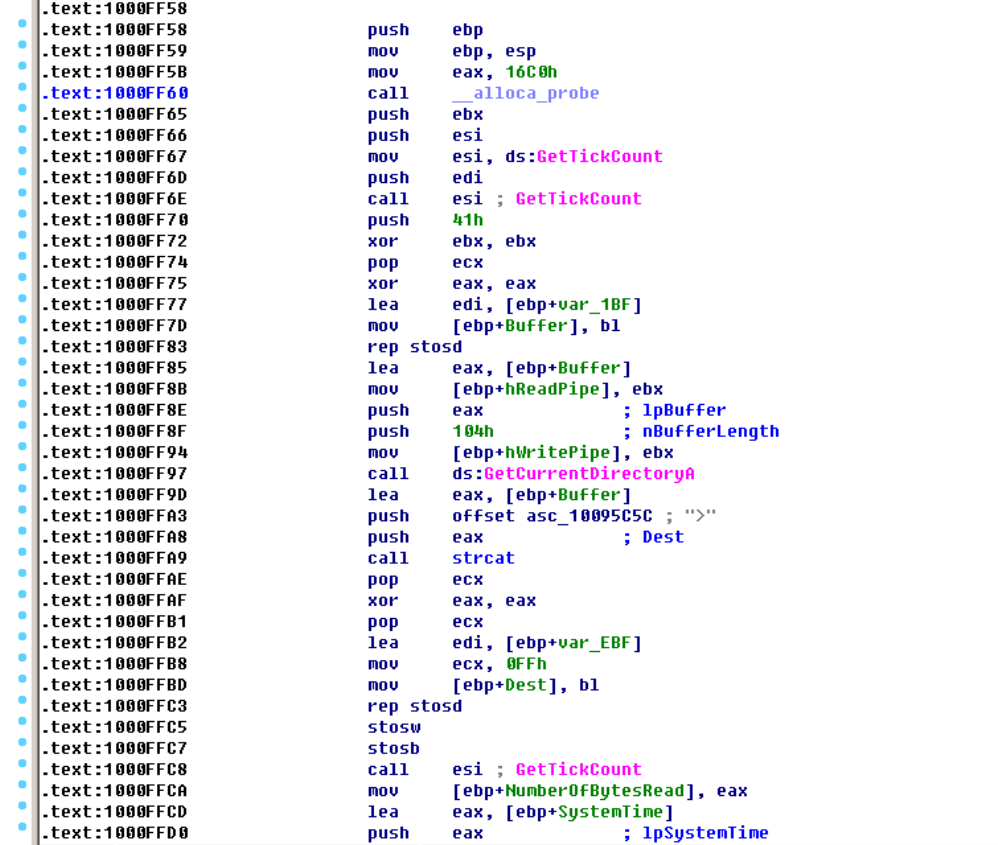 .text:1000FF58
.text:1000FF58 push ebp
.text:1000FF59 mov ebp, esp
.text:1000FF5B mov eax, 16C0h
.text:1000FF60 call __alloca_probe
.text:1000FF65 push ebx
.text:1000FF66 push esi
.text:1000FF67 mov esi, ds:GetTickCount
.text:1000FF6D push edi
.text:1000FF6E call esi ; GetTickCount
.text:1000FF70 push 41h
.text:1000FF72 xor ebx, ebx
.text:1000FF74 pop ecx
.text:1000FF75 xor eax, eax
.text:1000FF77 lea edi, [ebp+var_1BF]
.text:1000FF7D mov [ebp+Buffer], bl
.text:1000FF83 rep stosd
.text:1000FF85 lea eax, [ebp+Buffer]
.text:1000FF8B mov [ebp+hReadPipe], ebx
.text:1000FF8E push eax ; lpBuffer
.text:1000FF8F push 104h ; nBufferLength
.text:1000FF94 mov [ebp+hWritePipe], ebx
.text:1000FF97 call ds:GetCurrentDirectoryA
.text:1000FF9D lea eax, [ebp+Buffer]
.text:1000FFA3 push offset asc_10095C5C ; ">"
.text:1000FFA8 push eax ; Dest
.text:1000FFA9 call strcat
.text:1000FFAE pop ecx
.text:1000FFAF xor eax, eax
.text:1000FFB1 pop ecx
.text:1000FFB2 lea edi, [ebp+var_EBF]
.text:1000FFB8 mov ecx, 0FFh
.text:1000FFBD mov [ebp+Dest], bl
.text:1000FFC3 rep stosd
.text:1000FFC5 stosw
.text:1000FFC7 stosb
.text:1000FFC8 call esi ; GetTickCount
.text:1000FFCA mov [ebp+NumberOfBytesRead], eax
.text:1000FFCD lea eax, [ebp+SystemTime]
.text:1000FFD0 push eax ; lpSystemTime